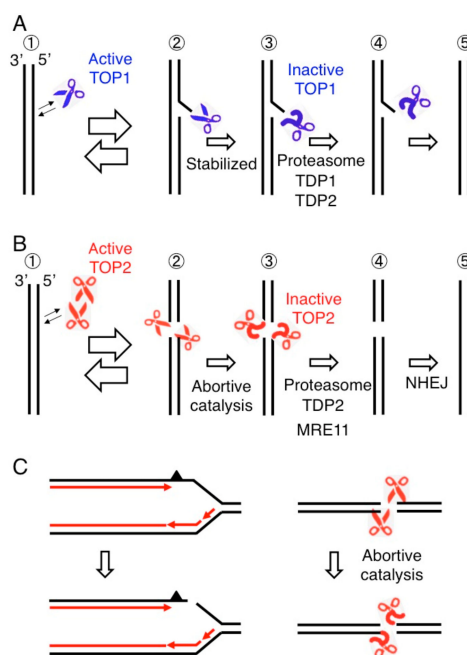 A
① ② ③ ④ ⑤
3’ 5’
Active
TOP1
Inactive
TOP1
Stabilized
Proteasome
TDP1
TDP2
B
① ② ③ ④ ⑤
3’ 5’
Active
TOP2
Inactive
TOP2
Abortive
catalysis
Proteasome
TDP2
MRE11
NHEJ
C
Abortive
catalysis